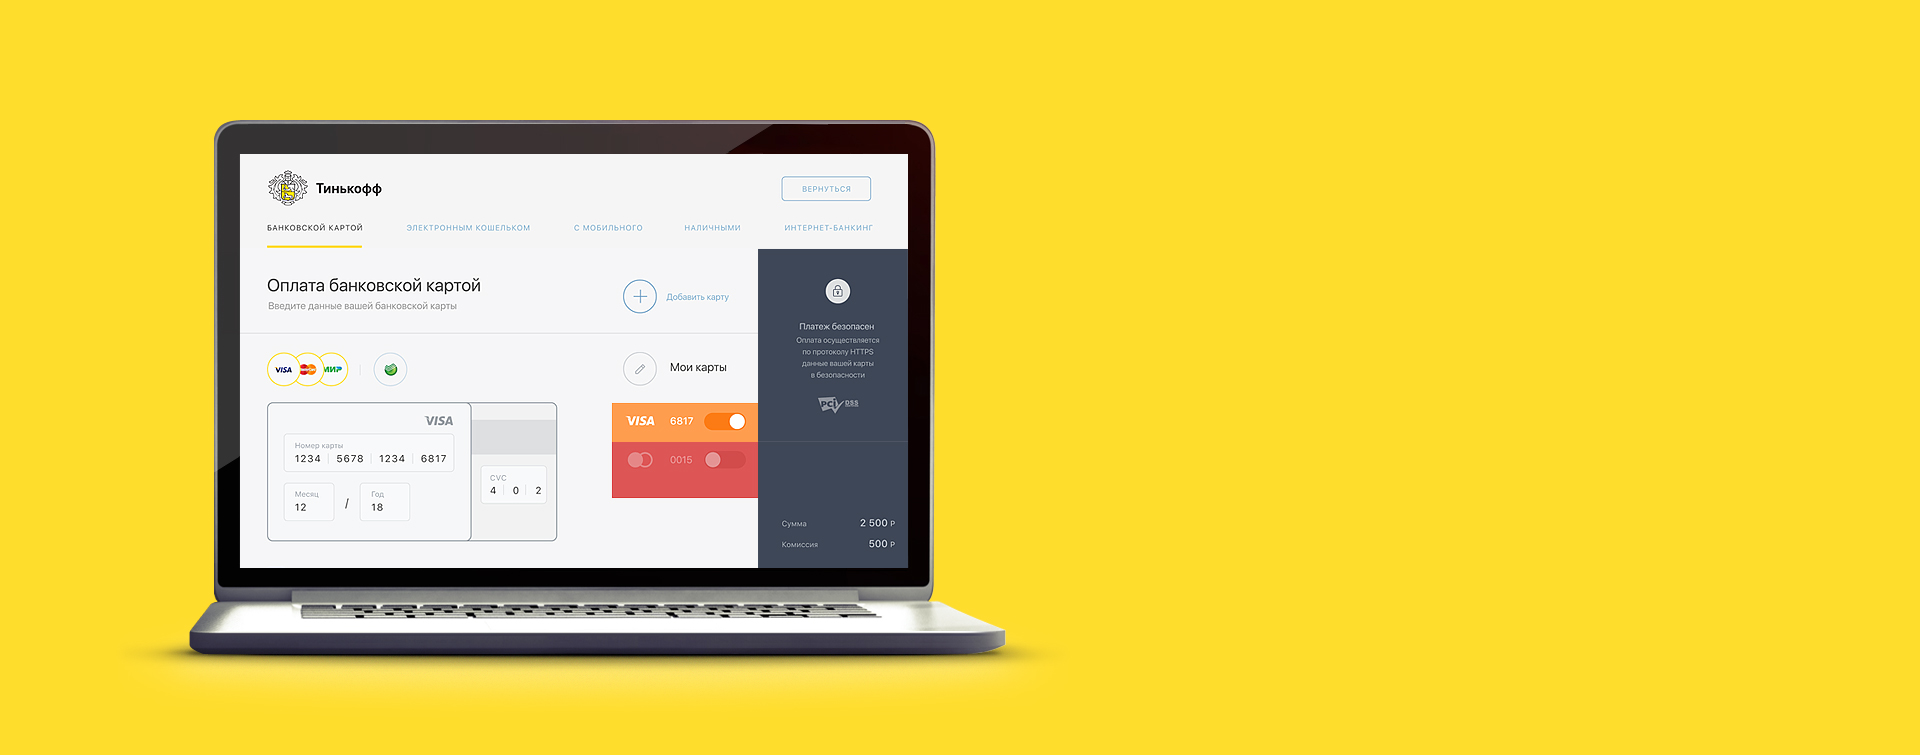 Тинькофф
ВЕРНУТЬСЯ
БАНКОВСКОЙ КАРТОЙ
ЭЛЕКТРОННЫМ КОШЕЛЬКОМ
С МОБИЛЬНОГО
НАЛИЧНЫМИ
ИНТЕРНЕТ-БАНКИНГ
Оплата банковской картой
Введите данные вашей банковской карты
Добавить карту
VISA
MasterCard
МИР
Мои карты
VISA
Номер карты
1234 5678 1234 6817
Месяц
12
/
Год
18
CVC
4 0 2
VISA 6817
0015
Платеж безопасен
Оплата осуществляется
по протоколу HTTPS
данные вашей карты
в безопасности
PCI DSS
Сумма 2 500 Р
Комиссия 500 Р